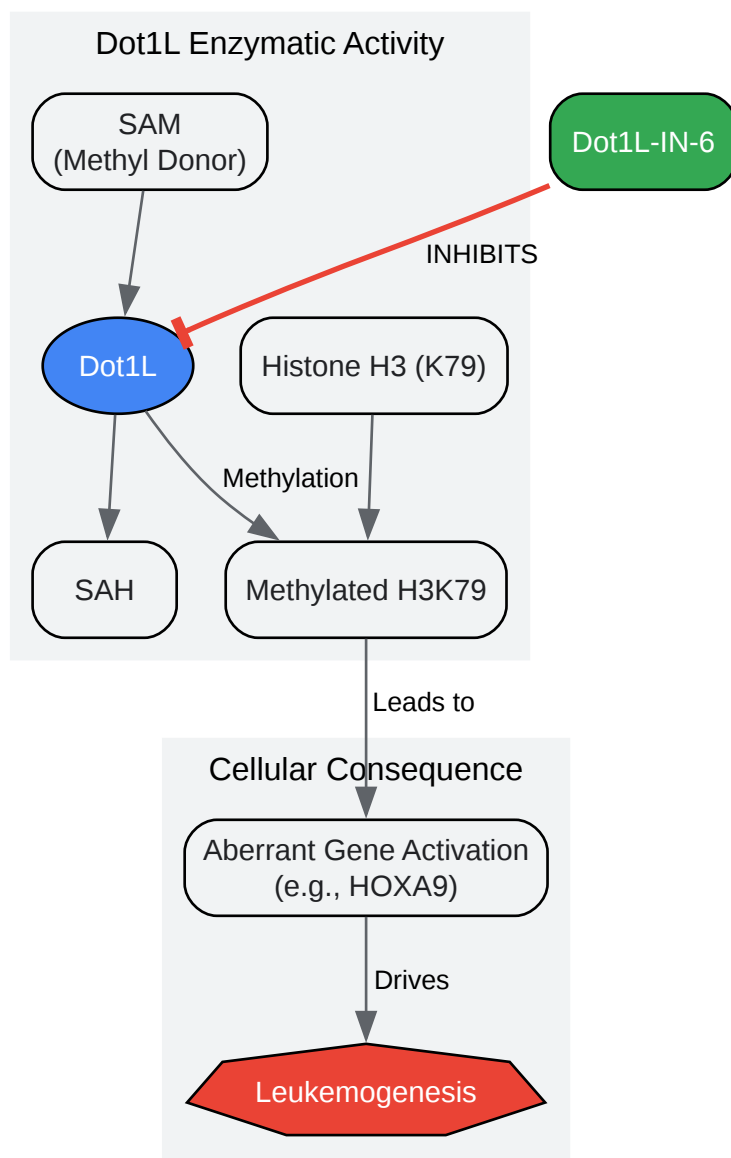 Dot1L Enzymatic Activity
SAM
(Methyl Donor)
Dot1L-IN-6
INHIBITS
Dot1L
Histone H3 (K79)
Methylation
SAH
Methylated H3K79
Leads to
Cellular Consequence
Aberrant Gene Activation
(e.g., HOXA9)
Drives
Leukemogenesis